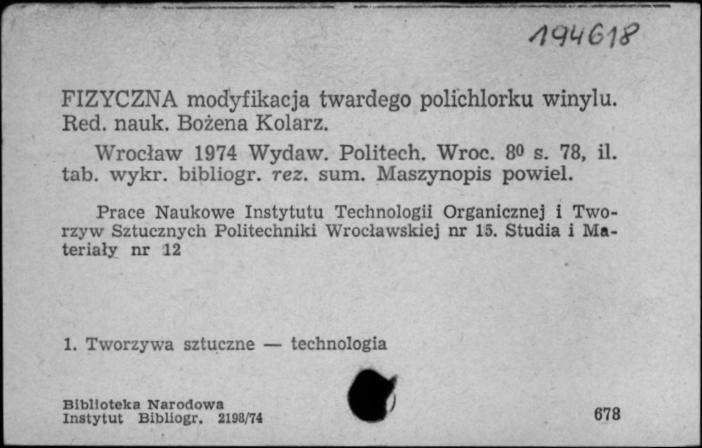 194618
FIZYCZNA modyfikacja twardego polichlorku winylu.
Red. nauk. Bożena Kolarz.
Wrocław 1974 Wydaw. Politech. Wroc. 8⁰ s. 78, il.
tab. wykr. bibliogr. rez. sum. Maszynopis powiel.
Prace Naukowe Instytutu Technologii Organicznej i Two-
rzyw Sztucznych Politechniki Wrocławskiej nr 15. Studia i Ma-
teriały nr 12
1. Tworzywa sztuczne — technologia
Biblioteka Narodowa
Instytut Bibliogr. 2198/74
678